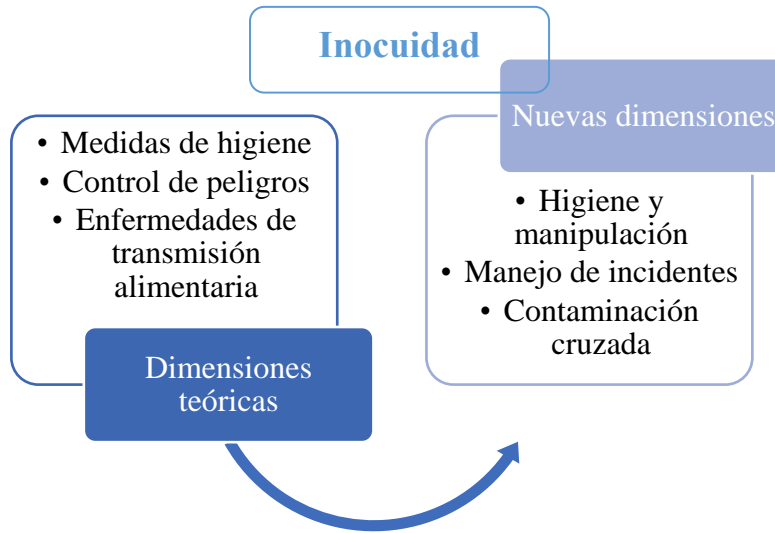 Inocuidad
• Medidas de higiene
• Control de peligros
• Enfermedades de
transmisión
alimentaria
Dimensiones
teóricas
Nuevas dimensiones
• Higiene y
manipulación
• Manejo de incidentes
• Contaminación
cruzada